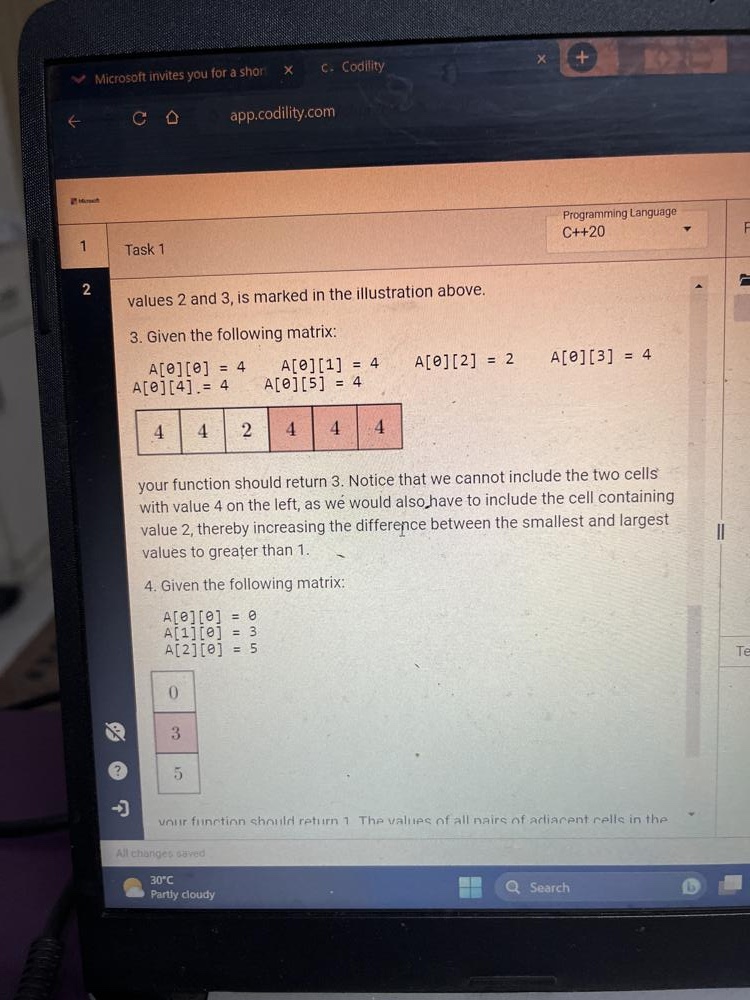 Microsoft invites you for a shor
C. Codility
app.codility.com
Microsoft
Programming Language
C++20
1
Task 1
F
2
values 2 and 3, is marked in the illustration above.
3. Given the following matrix:
A[0][0] = 4 A[0][1] = 4 A[0][2] = 2 A[0][3] = 4
A[0][4] = 4 A[0][5] = 4
4 4 2 4 4 4
your function should return 3. Notice that we cannot include the two cells
with value 4 on the left, as we would also have to include the cell containing
value 2, thereby increasing the difference between the smallest and largest
values to greater than 1.
4. Given the following matrix:
A[0][0] = 0
A[1][0] = 3
A[2][0] = 5
Te
0
3
5
your function should return 1. The values of all pairs of adjacent cells in the
All changes saved
30°C
Partly cloudy
Search